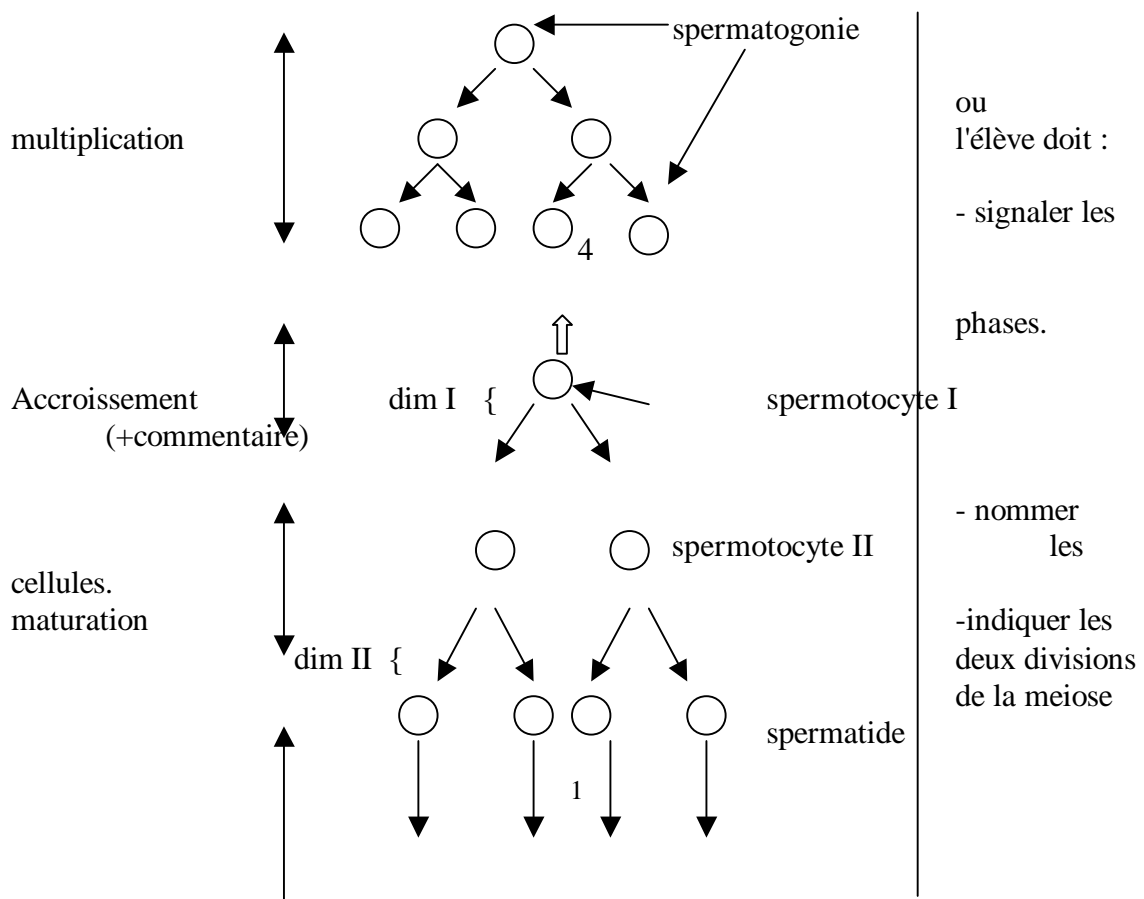 spermatogonie
ou
multiplication
l'élève doit :
- signaler les
4
phases.
Accroissement
dim I {
spermotocyte I
(+commentaire)
- nommer
les
spermotocyte II
cellules.
maturation
-indiquer les
dim II {
deux divisions
de la meiose
spermatide
1